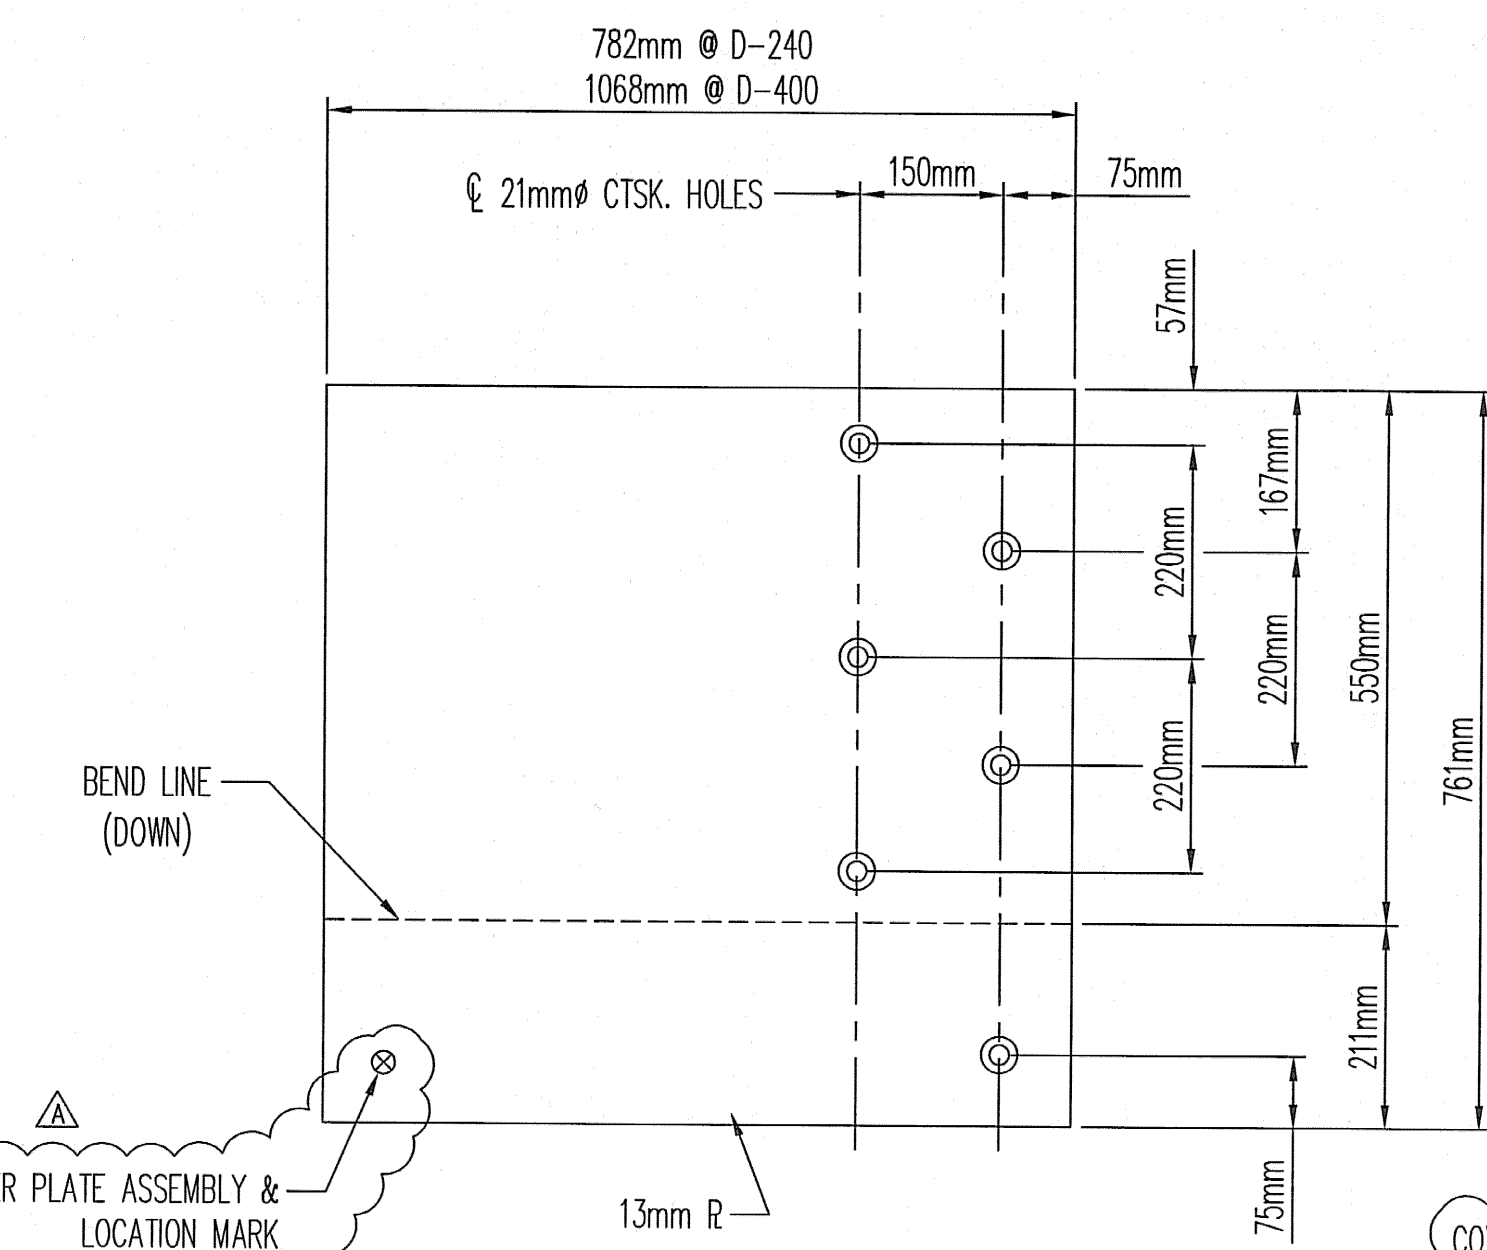 782mm @ D-240
1068mm @ D-400
℄ 21mmø CTSK. HOLES
150mm
75mm
57mm
167mm
220mm
220mm
550mm
220mm
761mm
BEND LINE
(DOWN)
211mm
A
PLATE ASSEMBLY &
LOCATION MARK
13mm ⅊
75mm